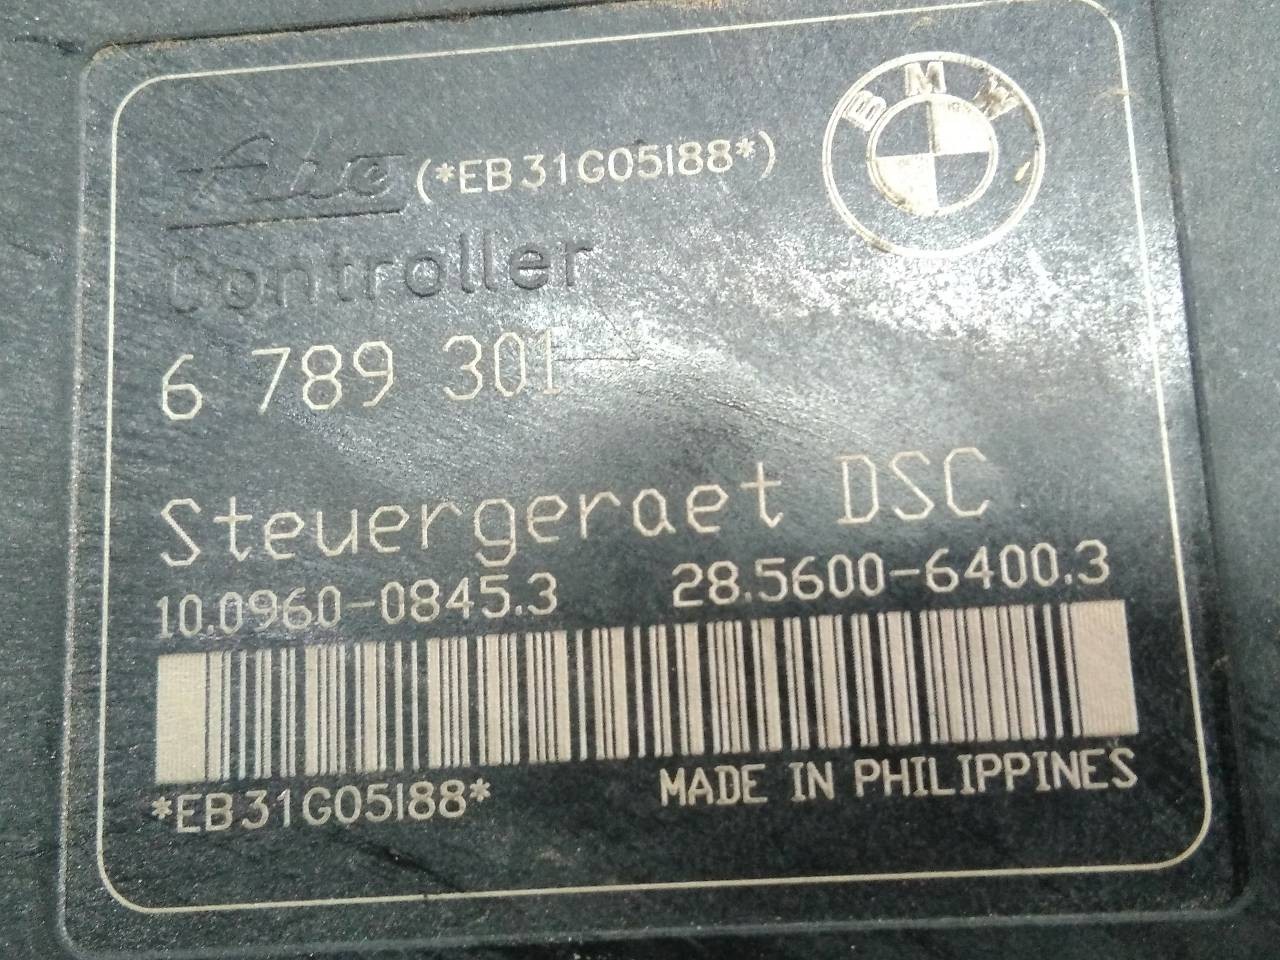 Ate (*EB31G05I88*)
BMW
Controller
6 789 301
Steuergeraet DSC
10.0960-0845.3 28.5600-6400.3
*EB31G05I88* MADE IN PHILIPPINES